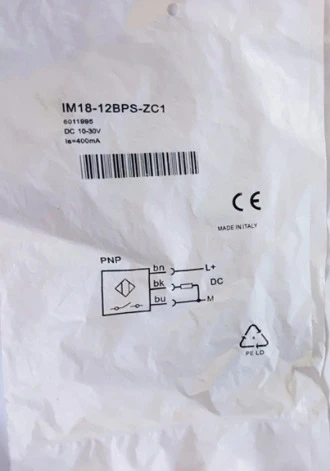 IM18-12BPS-ZC1
6011995
DC 10-30V
Ia=400mA
CE
MADE IN ITALY
PNP
bn L+
bk DC
bu M
PE LD